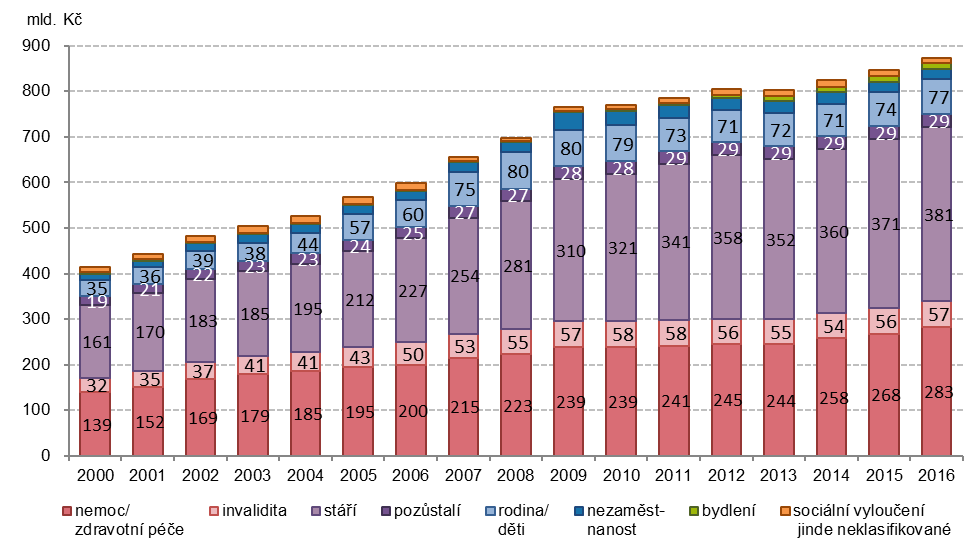 mld. Kč
900
800
700
600
500
400
300
200
100
0
35 36 39 38 44 57 60 75 80 80 79 73 71 72 71 74 77
19 21 22 23 23 24 25 27 27 28 28 29 29 29 29 29 29
161 170 183 185 195 212 227 254 281 310 321 341 358 352 360 371 381
32 35 37 41 41 43 50 53 55 57 58 58 56 55 54 56 57
139 152 169 179 185 195 200 215 223 239 239 241 245 244 258 268 283
2000 2001 2002 2003 2004 2005 2006 2007 2008 2009 2010 2011 2012 2013 2014 2015 2016
nemoc/
zdravotní péče
invalidita
stáří
pozůstalí
rodina/
děti
nezaměst-
nanost
bydlení
sociální vyloučení
jinde neklasifikované